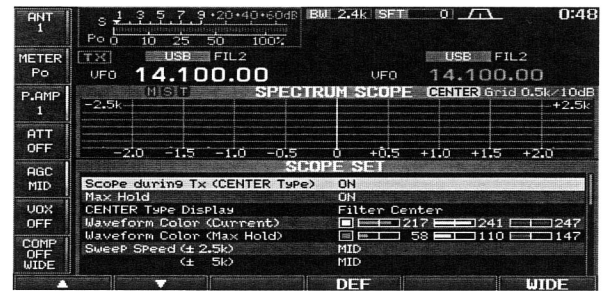 ANT 1
S 1 3 5 7 9 +20+40+60dB
BW 2.4k SFT 0
0:48
Po 0 10 25 50 100%
METER Po
TX USB FIL2
USB FIL2
VFO 14.100.00
VFO 14.100.00
P.AMP 1
MST SPECTRUM SCOPE CENTER Grid 0.5k/10dB
-2.5k +2.5k
ATT OFF
-2.0 -1.5 -1.0 -0.5 0 +0.5 +1.0 +1.5 +2.0
SCOPE SET
AGC MID
Scope during Tx (CENTER Type) ON
Max Hold ON
VOX OFF
CENTER Type Display Filter Center
Waveform Color (Current) 217 241 247
Waveform Color (Max Hold) 58 110 147
COMP OFF WIDE
Sweep Speed (± 2.5k) MID
(± 5k) MID
▲ ▼ DEF WIDE